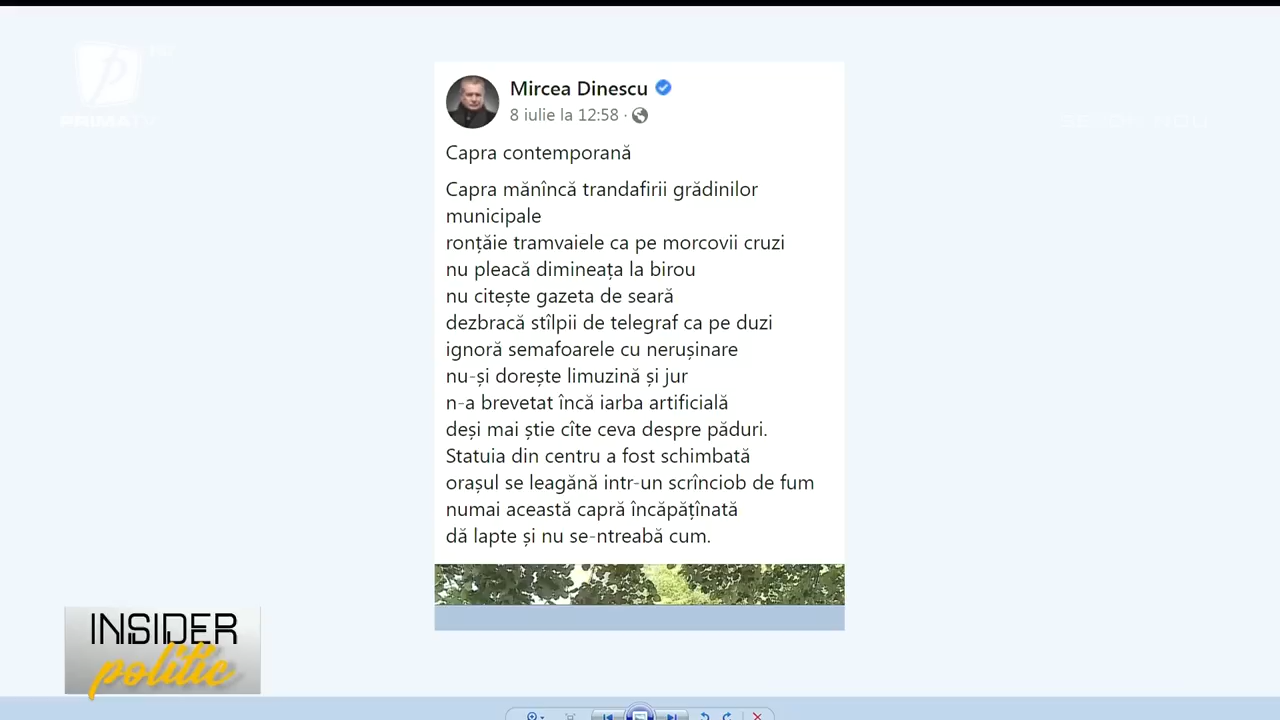 PRIMA TV
SEZON NOU
Mircea Dinescu
8 iulie la 12:58 ·
Capra contemporană
Capra mănîncă trandafirii grădinilor
municipale
ronțăie tramvaiele ca pe morcovii cruzi
nu pleacă dimineața la birou
nu citește gazeta de seară
dezbracă stîlpii de telegraf ca pe duzi
ignoră semafoarele cu nerușinare
nu-și dorește limuzină și jur
n-a brevetat încă iarba artificială
deși mai știe cîte ceva despre păduri.
Statuia din centru a fost schimbată
orașul se leagănă intr-un scrînciob de fum
numai această capră încăpățînată
dă lapte și nu se-ntreabă cum.
INSIDER
politic